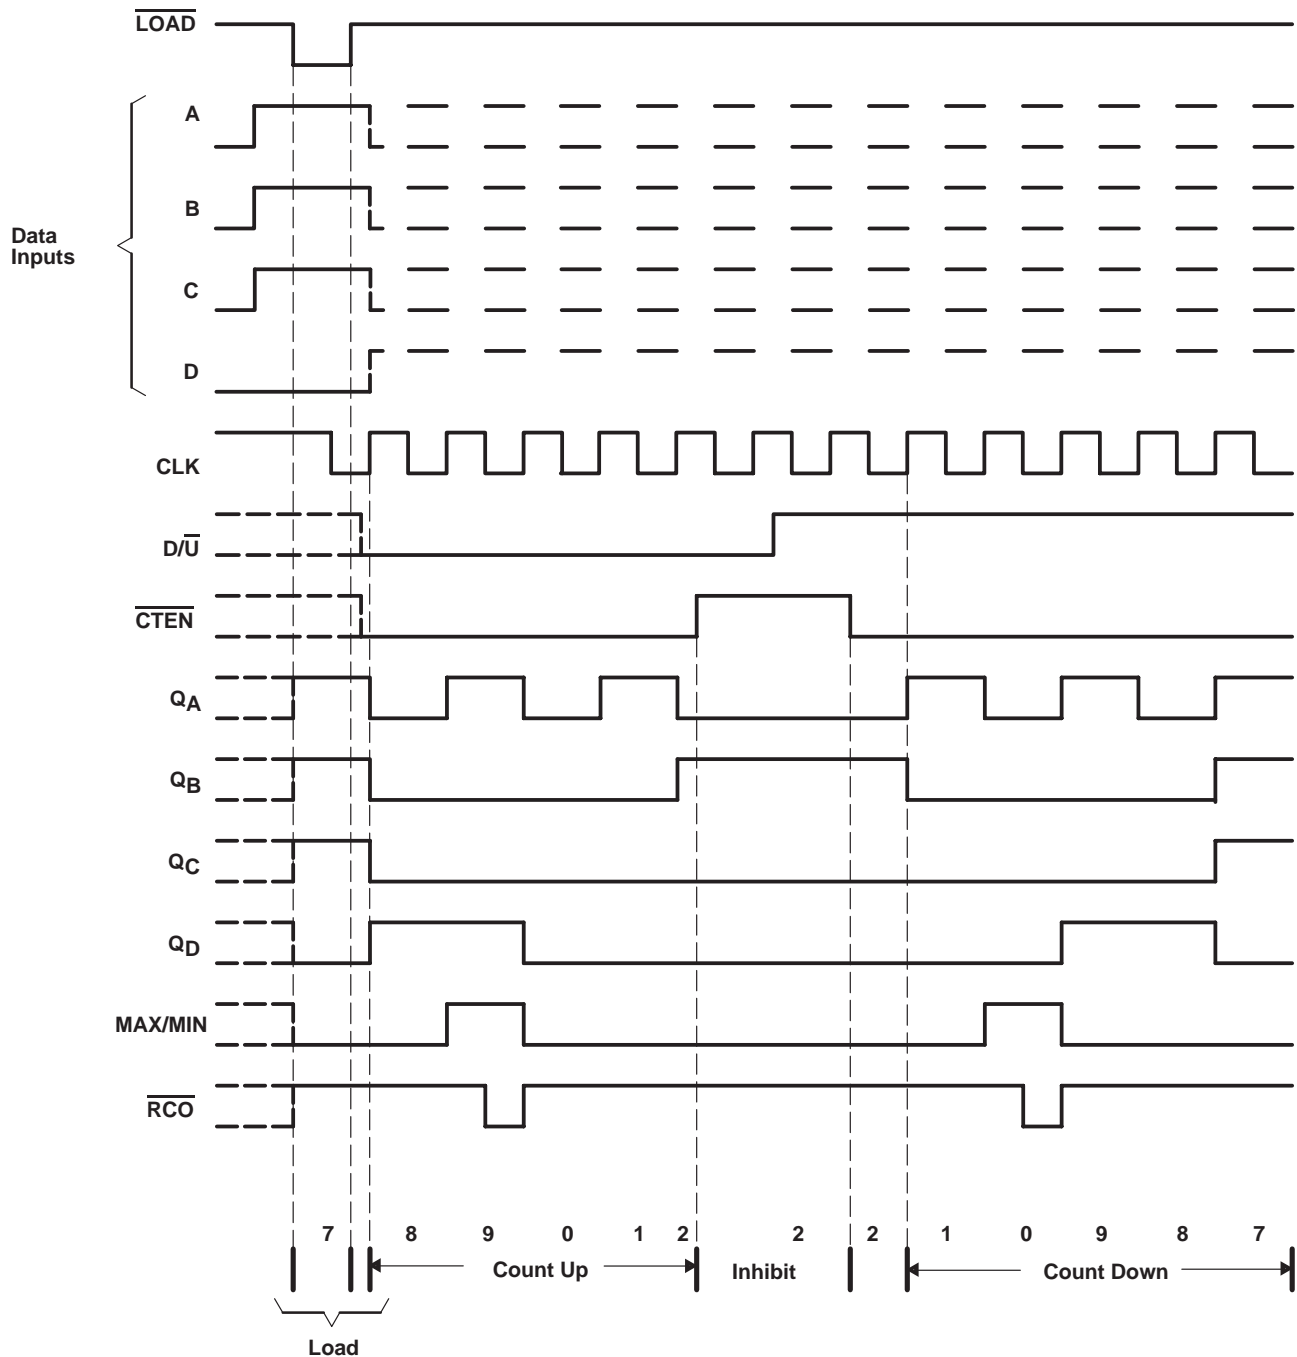 LOAD
A
B
Data
Inputs
C
D
CLK
D/U
CTEN
QA
QB
QC
QD
MAX/MIN
RCO
7 8 9 0 1 2 2 2 1 0 9 8 7
Count Up Inhibit Count Down
Load